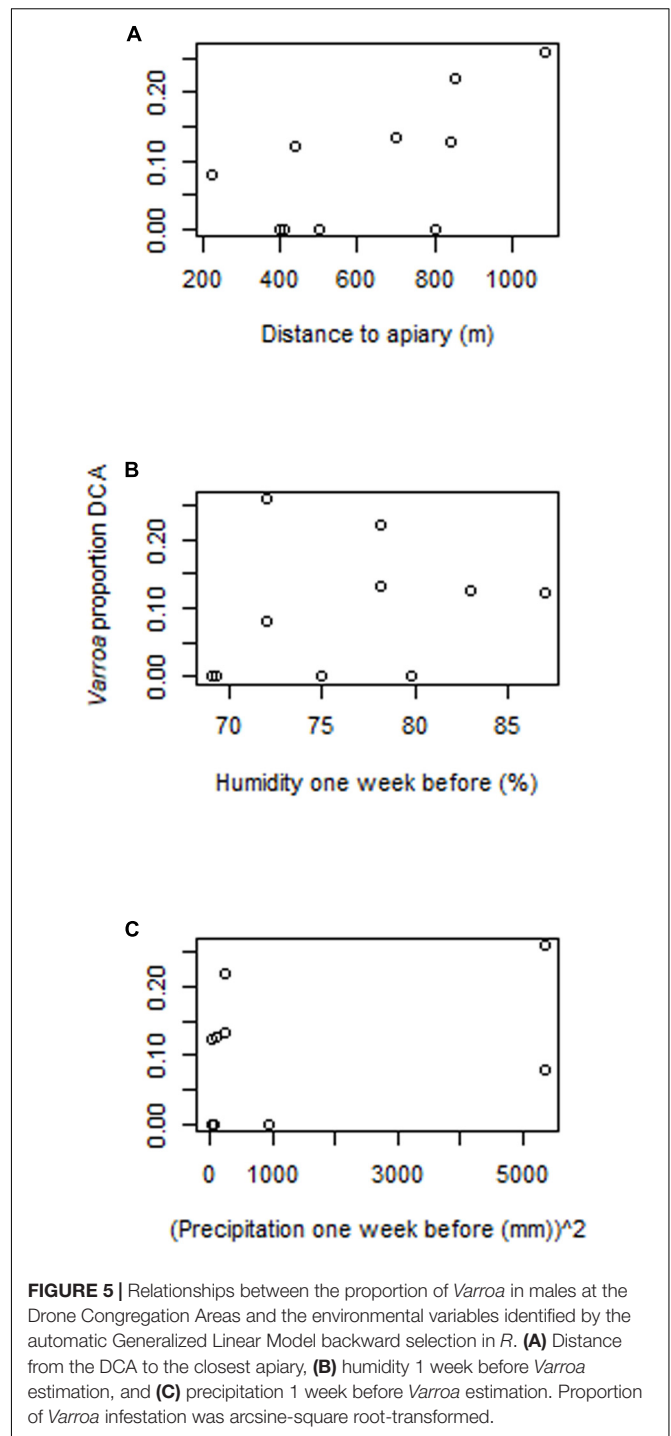 A
0.00 0.10 0.20
200 400 600 800 1000
Distance to apiary (m)
Varroa proportion DCA
B
0.00 0.10 0.20
70 75 80 85
Humidity one week before (%)
C
0.00 0.10 0.20
0 1000 3000 5000
(Precipitation one week before (mm))^2
FIGURE 5 | Relationships between the proportion of Varroa in males at the
Drone Congregation Areas and the environmental variables identified by the
automatic Generalized Linear Model backward selection in R. (A) Distance
from the DCA to the closest apiary, (B) humidity 1 week before Varroa
estimation, and (C) precipitation 1 week before Varroa estimation. Proportion
of Varroa infestation was arcsine-square root-transformed.